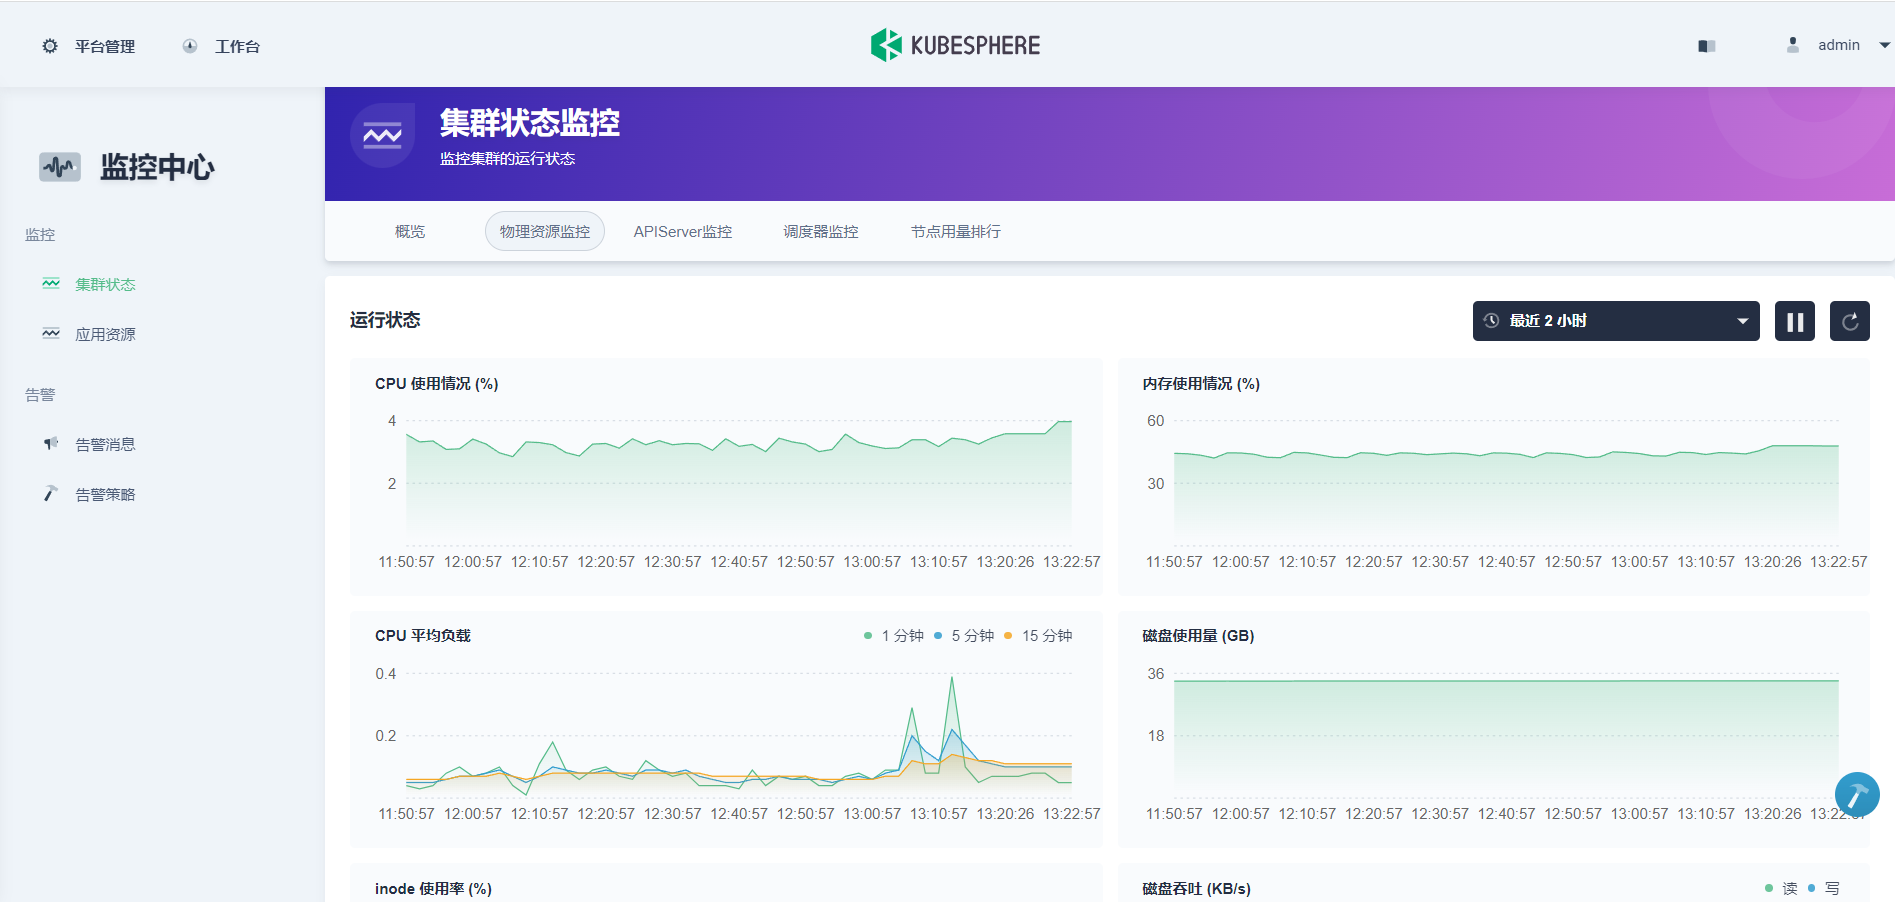 平台管理 工作台 KUBESPHERE admin
监控中心
监控
集群状态
应用资源
告警
告警消息
告警策略
集群状态监控
监控集群的运行状态
概览 物理资源监控 APIServer监控 调度器监控 节点用量排行
运行状态 最近 2 小时
CPU 使用情况 (%)
4
2
11:50:57 12:00:57 12:10:57 12:20:57 12:30:57 12:40:57 12:50:57 13:00:57 13:10:57 13:20:26 13:22:57
内存使用情况 (%)
60
30
11:50:57 12:00:57 12:10:57 12:20:57 12:30:57 12:40:57 12:50:57 13:00:57 13:10:57 13:20:26 13:22:57
CPU 平均负载 1 分钟 5 分钟 15 分钟
0.4
0.2
11:50:57 12:00:57 12:10:57 12:20:57 12:30:57 12:40:57 12:50:57 13:00:57 13:10:57 13:20:26 13:22:57
磁盘使用量 (GB)
36
18
11:50:57 12:00:57 12:10:57 12:20:57 12:30:57 12:40:57 12:50:57 13:00:57 13:10:57 13:20:26
inode 使用率 (%)
磁盘吞吐 (KB/s) 读 写